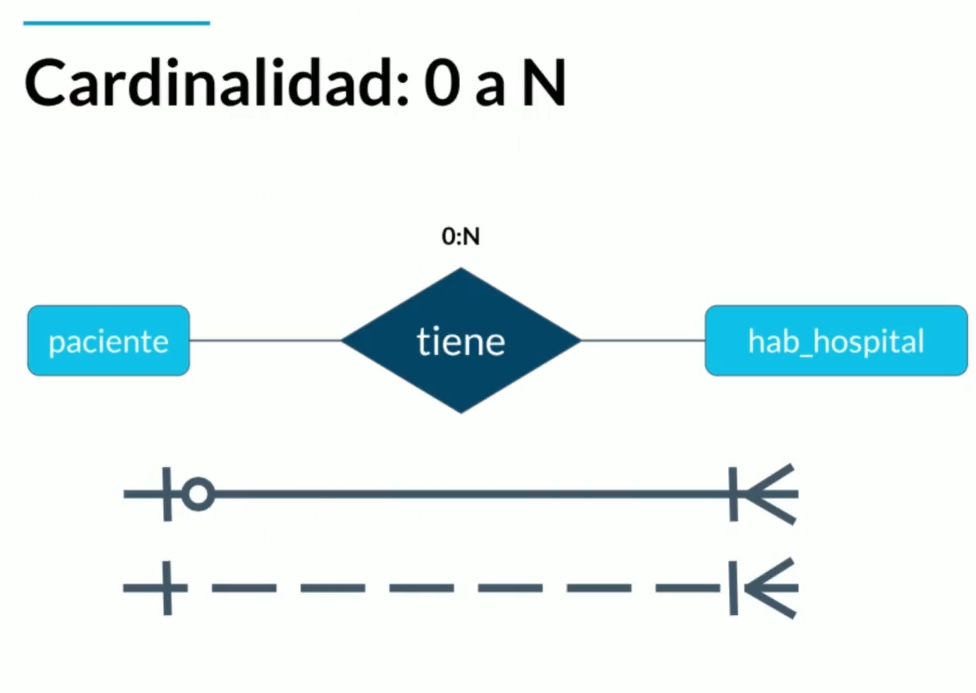 Cardinalidad: 0 a N
0:N
paciente
tiene
hab_hospital